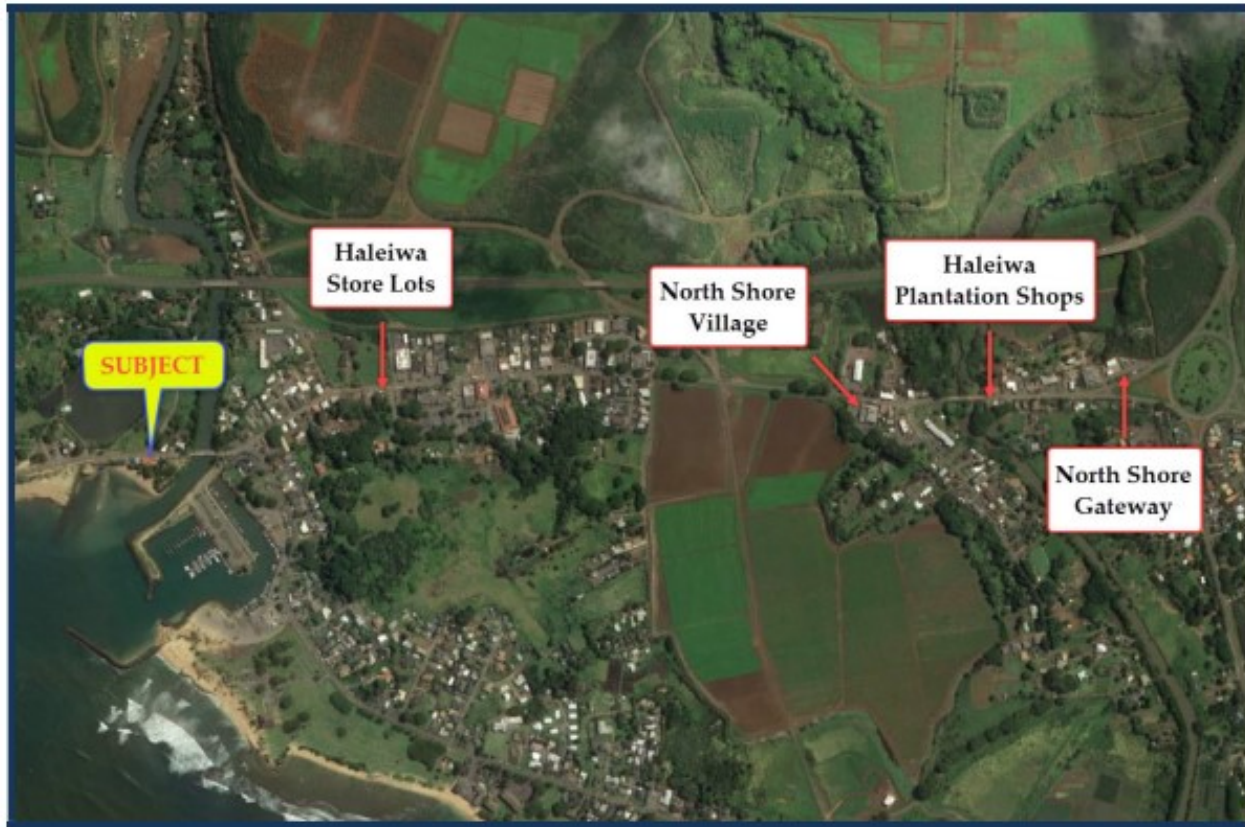 Haleiwa
Store Lots
North Shore
Village
Haleiwa
Plantation Shops
SUBJECT
North Shore
Gateway